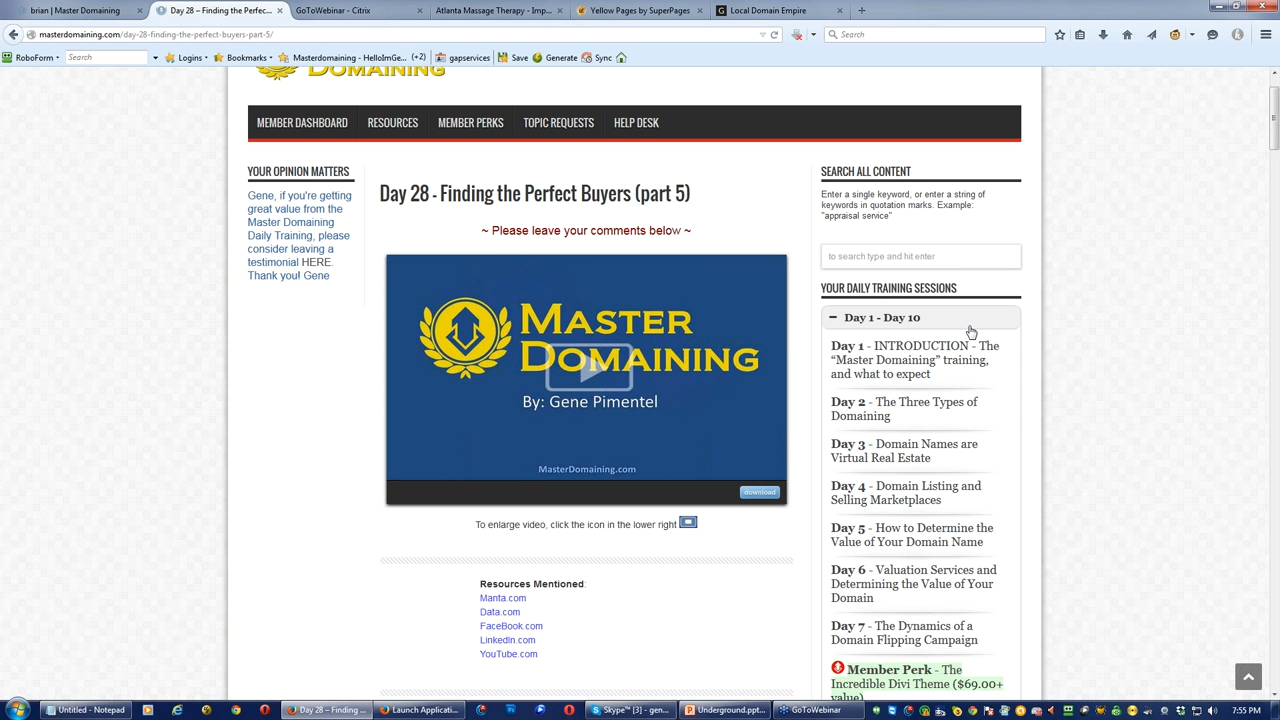 brian | Master Domaining
Day 28 – Finding the Perfec...
GoToWebinar - Citrix
Atlanta Massage Therapy - Imp...
Yellow Pages by SuperPages
Local Domain Empire
masterdomaining.com/day-28-finding-the-perfect-buyers-part-5/
Search
RoboForm
Search
Logins
Bookmarks
Masterdomaining - HelloImGe...
(+2)
gapservices
Save
Generate
Sync
DOMAINING
MEMBER DASHBOARD
RESOURCES
MEMBER PERKS
TOPIC REQUESTS
HELP DESK
YOUR OPINION MATTERS
Gene, if you're getting
great value from the
Master Domaining
Daily Training, please
consider leaving a
testimonial HERE.
Thank you! Gene
Day 28 - Finding the Perfect Buyers (part 5)
~ Please leave your comments below ~
MASTER
DOMAINING
By: Gene Pimentel
MasterDomaining.com
download
To enlarge video, click the icon in the lower right
Resources Mentioned:
Manta.com
Data.com
FaceBook.com
LinkedIn.com
YouTube.com
SEARCH ALL CONTENT
Enter a single keyword, or enter a string of
keywords in quotation marks. Example:
"appraisal service"
to search type and hit enter
YOUR DAILY TRAINING SESSIONS
Day 1 - Day 10
Day 1 - INTRODUCTION - The
“Master Domaining” training,
and what to expect
Day 2 - The Three Types of
Domaining
Day 3 - Domain Names are
Virtual Real Estate
Day 4 - Domain Listing and
Selling Marketplaces
Day 5 - How to Determine the
Value of Your Domain Name
Day 6 - Valuation Services and
Determining the Value of Your
Domain
Day 7 - The Dynamics of a
Domain Flipping Campaign
Member Perk - The
Incredible Divi Theme ($69.00+
value)
Untitled - Notepad
Day 28 – Finding ...
Launch Applicati...
Skype™ [3] - gen...
Underground.ppt...
GoToWebinar
7:55 PM